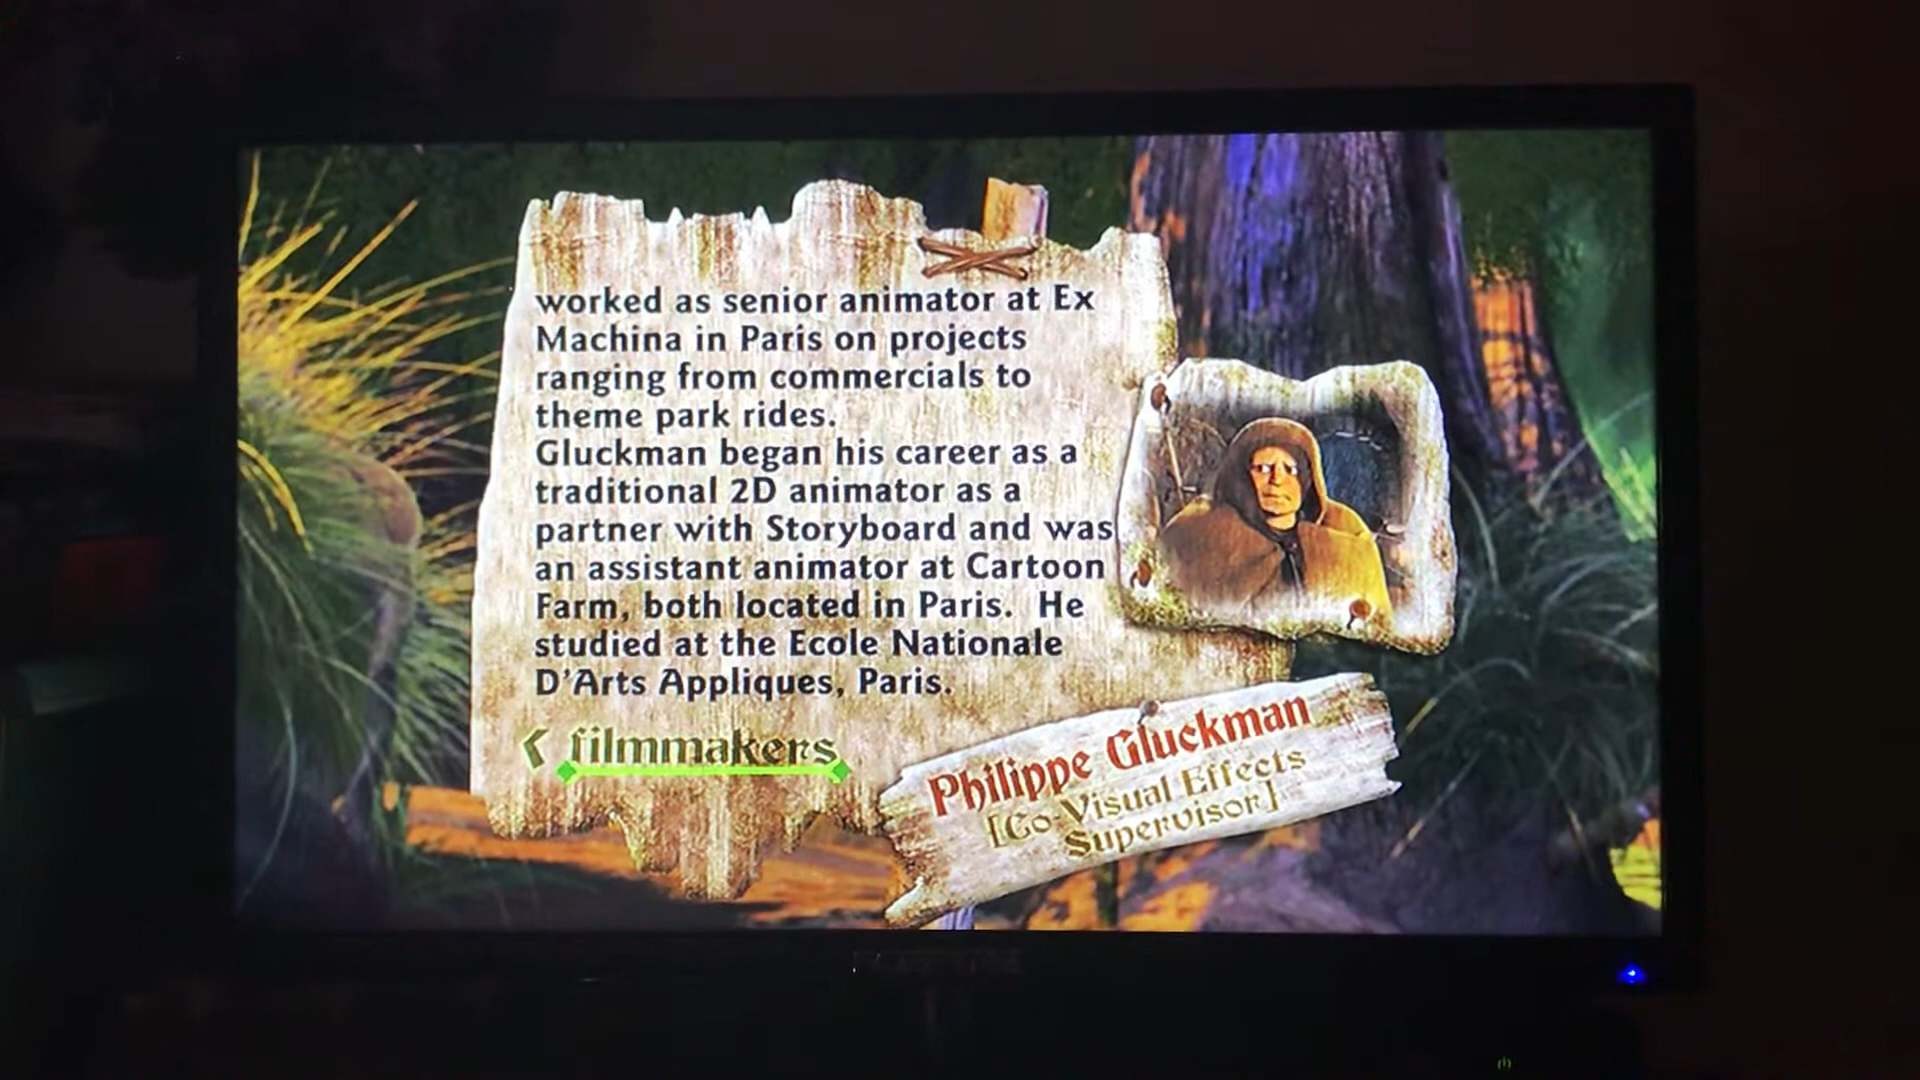 worked as senior animator at Ex
Machina in Paris on projects
ranging from commercials to
theme park rides.
Gluckman began his career as a
traditional 2D animator as a
partner with Storyboard and was
an assistant animator at Cartoon
Farm, both located in Paris. He
studied at the Ecole Nationale
D'Arts Appliques, Paris.
filmmakers
Philippe Gluckman
[Co-Visual Effects
Supervisor]